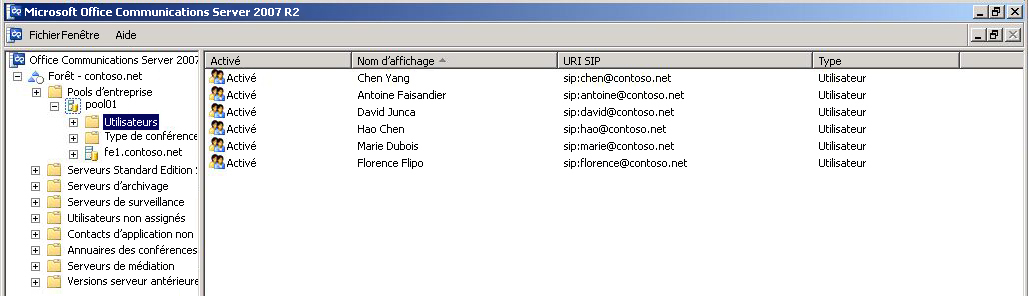 Microsoft Office Communications Server 2007 R2
Fichier Fenêtre Aide
Office Communications Server 2007
Forêt - contoso.net
Pools d'entreprise
pool01
Utilisateurs
Type de conférence
fe1.contoso.net
Serveurs Standard Edition
Serveurs d'archivage
Serveurs de surveillance
Utilisateurs non assignés
Contacts d'application non
Annuaires des conférences
Serveurs de médiation
Versions serveur antérieure
Activé Nom d'affichage URI SIP Type
Activé Chen Yang sip:chen@contoso.net Utilisateur
Activé Antoine Faisandier sip:antoine@contoso.net Utilisateur
Activé David Junca sip:david@contoso.net Utilisateur
Activé Hao Chen sip:hao@contoso.net Utilisateur
Activé Marie Dubois sip:marie@contoso.net Utilisateur
Activé Florence Flipo sip:florence@contoso.net Utilisateur